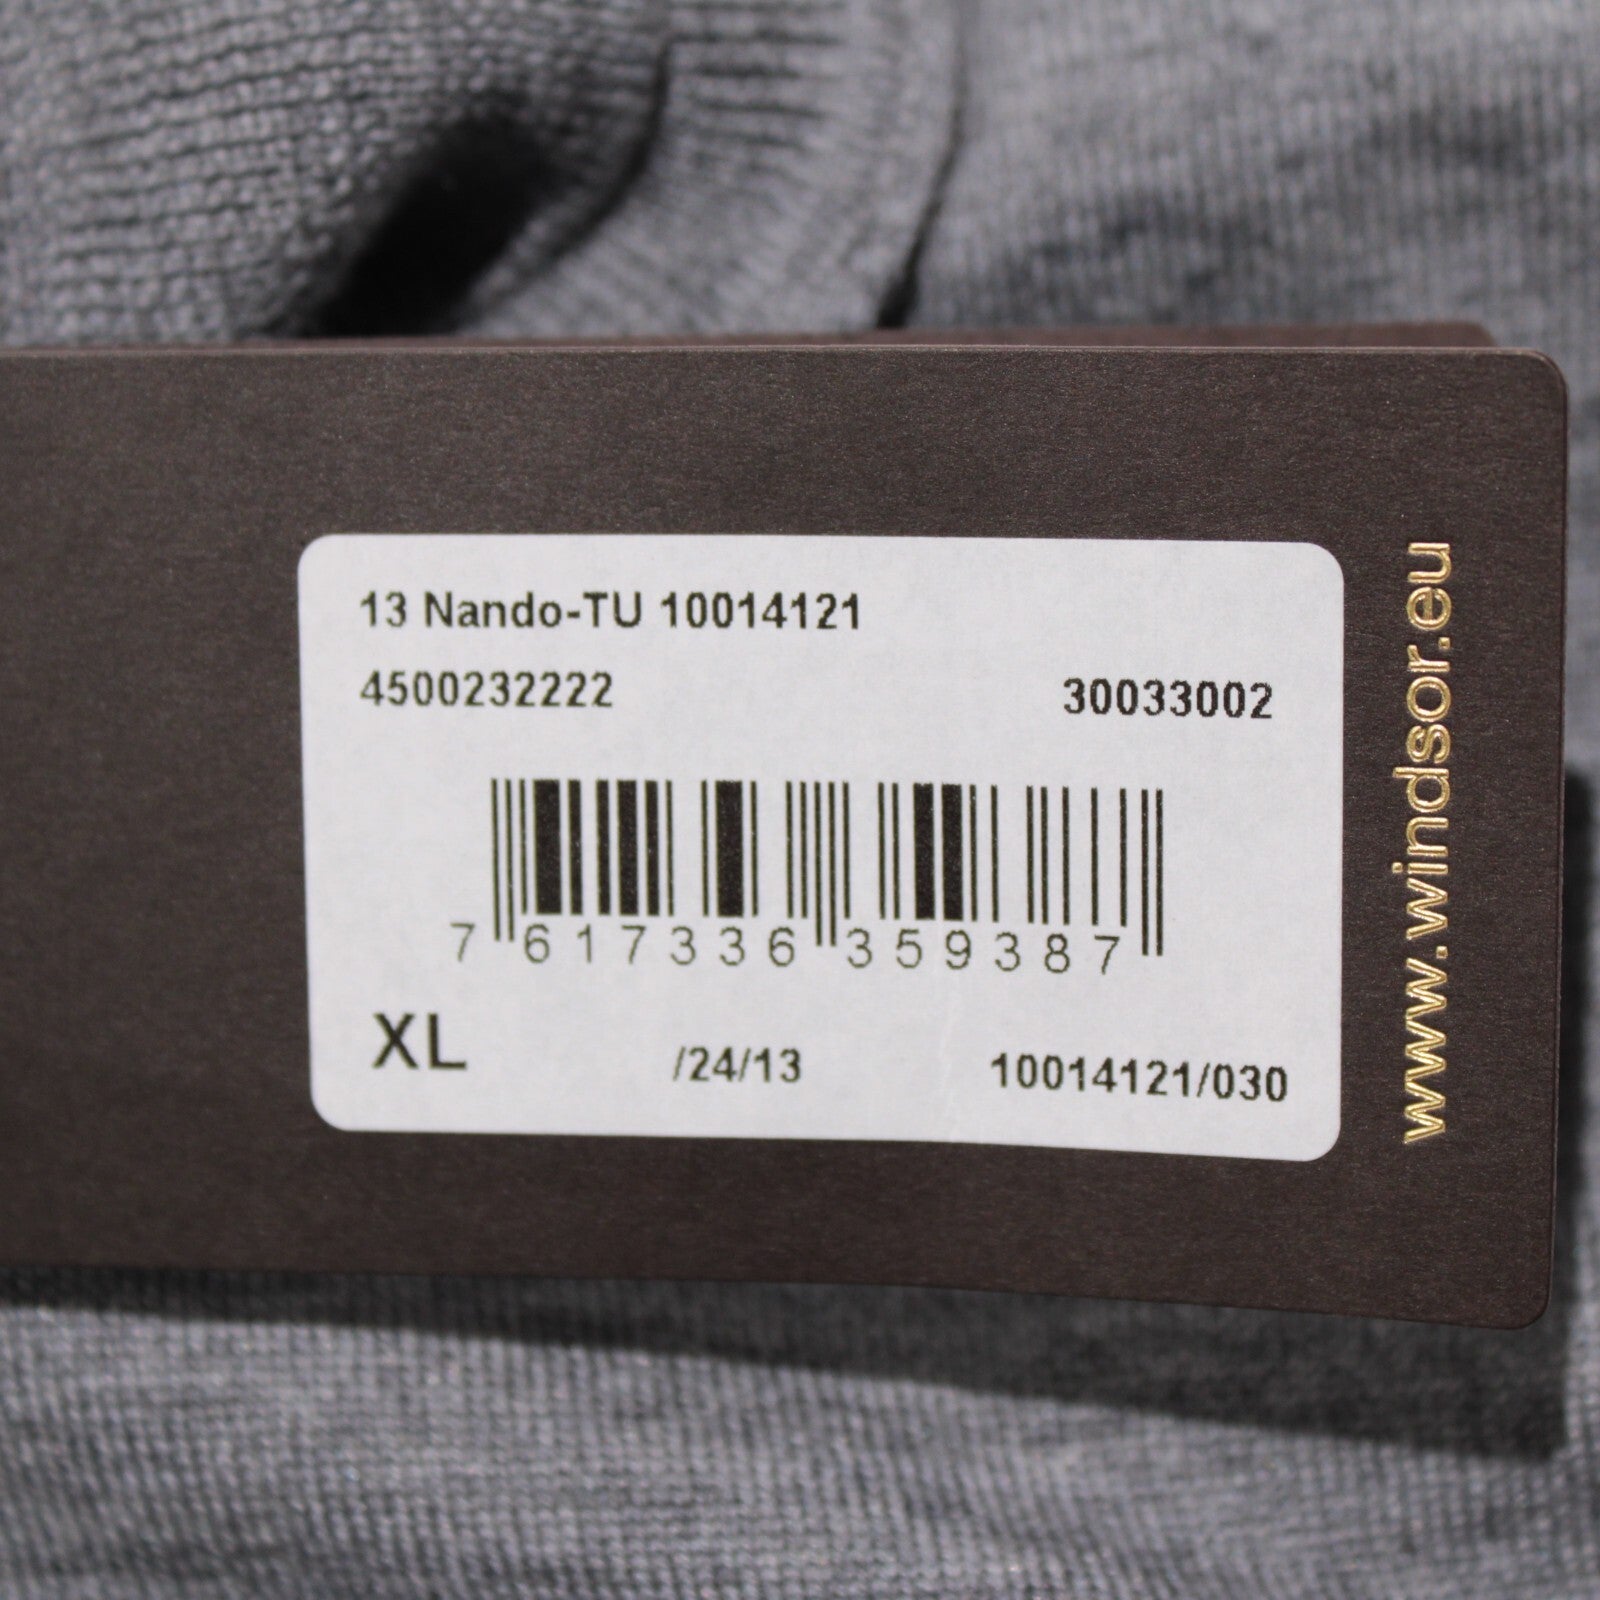 13 Nando-TU 10014121
4500232222 30033002
7 617336 359387
XL /24/13 10014121/030
www.windsor.eu